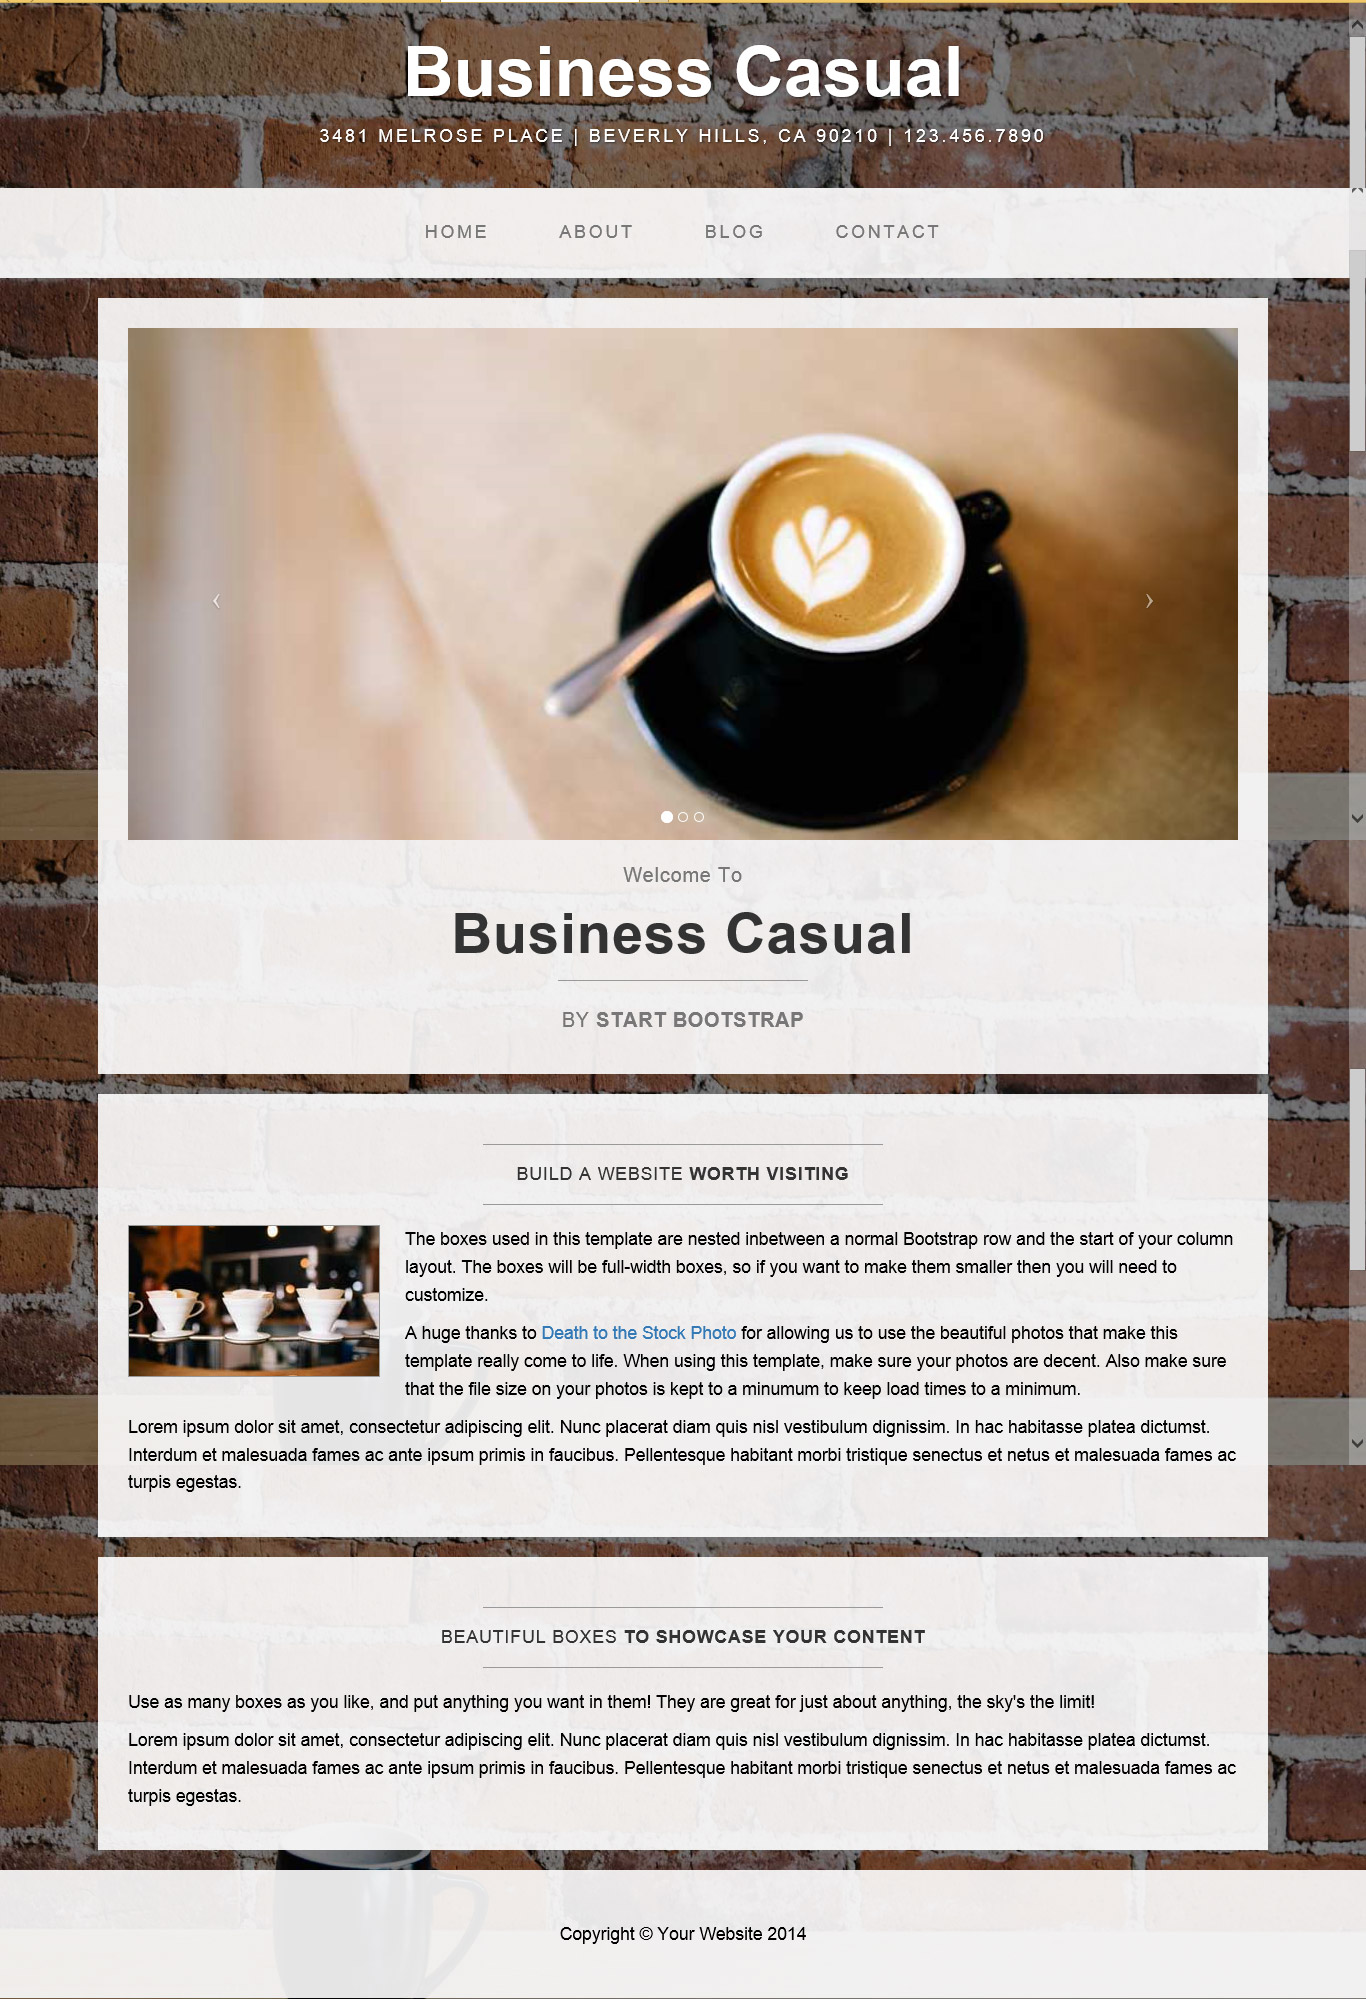 Business Casual
3481 MELROSE PLACE | BEVERLY HILLS, CA 90210 | 123.456.7890
HOME ABOUT BLOG CONTACT
Welcome To
Business Casual
BY START BOOTSTRAP
BUILD A WEBSITE WORTH VISITING
The boxes used in this template are nested inbetween a normal Bootstrap row and the start of your column
layout. The boxes will be full-width boxes, so if you want to make them smaller then you will need to
customize.
A huge thanks to Death to the Stock Photo for allowing us to use the beautiful photos that make this
template really come to life. When using this template, make sure your photos are decent. Also make sure
that the file size on your photos is kept to a minumum to keep load times to a minimum.
Lorem ipsum dolor sit amet, consectetur adipiscing elit. Nunc placerat diam quis nisl vestibulum dignissim. In hac habitasse platea dictumst.
Interdum et malesuada fames ac ante ipsum primis in faucibus. Pellentesque habitant morbi tristique senectus et netus et malesuada fames ac
turpis egestas.
BEAUTIFUL BOXES TO SHOWCASE YOUR CONTENT
Use as many boxes as you like, and put anything you want in them! They are great for just about anything, the sky's the limit!
Lorem ipsum dolor sit amet, consectetur adipiscing elit. Nunc placerat diam quis nisl vestibulum dignissim. In hac habitasse platea dictumst.
Interdum et malesuada fames ac ante ipsum primis in faucibus. Pellentesque habitant morbi tristique senectus et netus et malesuada fames ac
turpis egestas.
Copyright © Your Website 2014